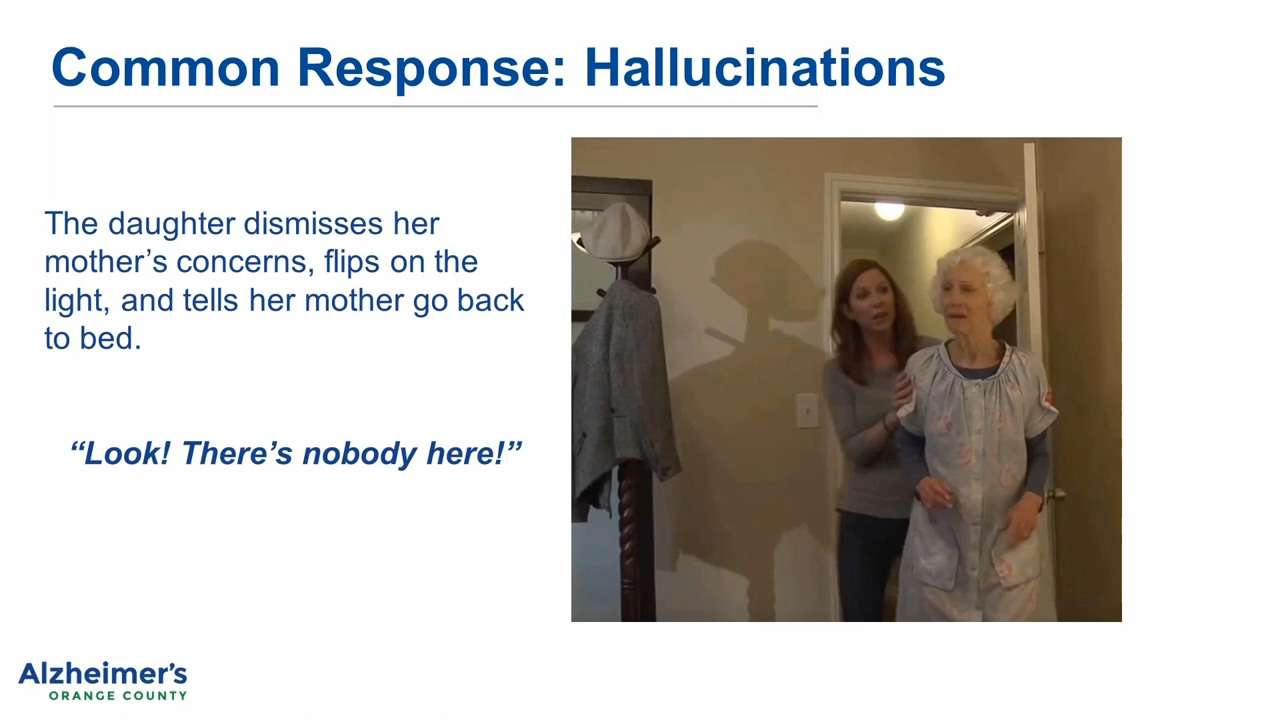 Common Response: Hallucinations
The daughter dismisses her
mother’s concerns, flips on the
light, and tells her mother go back
to bed.
“Look! There’s nobody here!”
Alzheimer’s
ORANGE COUNTY